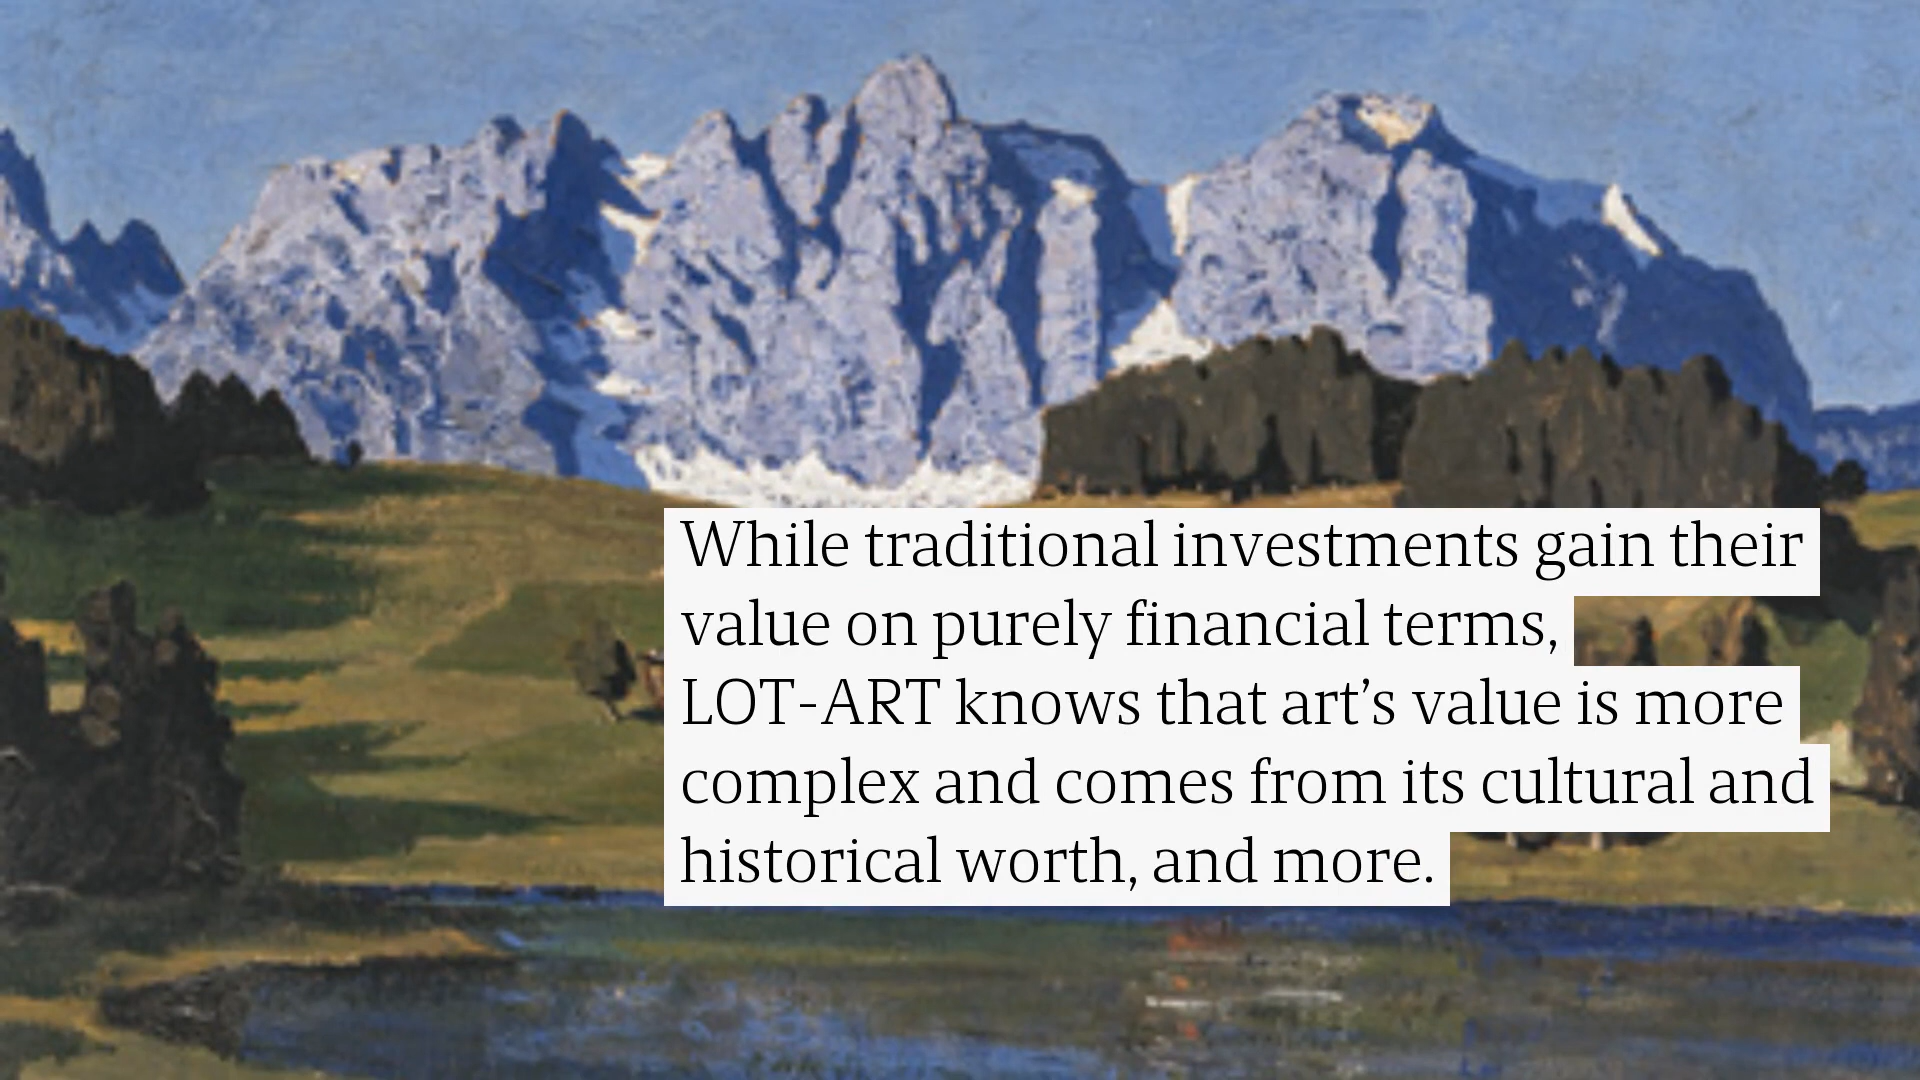 While traditional investments gain their
value on purely financial terms,
LOT-ART knows that art’s value is more
complex and comes from its cultural and
historical worth, and more.